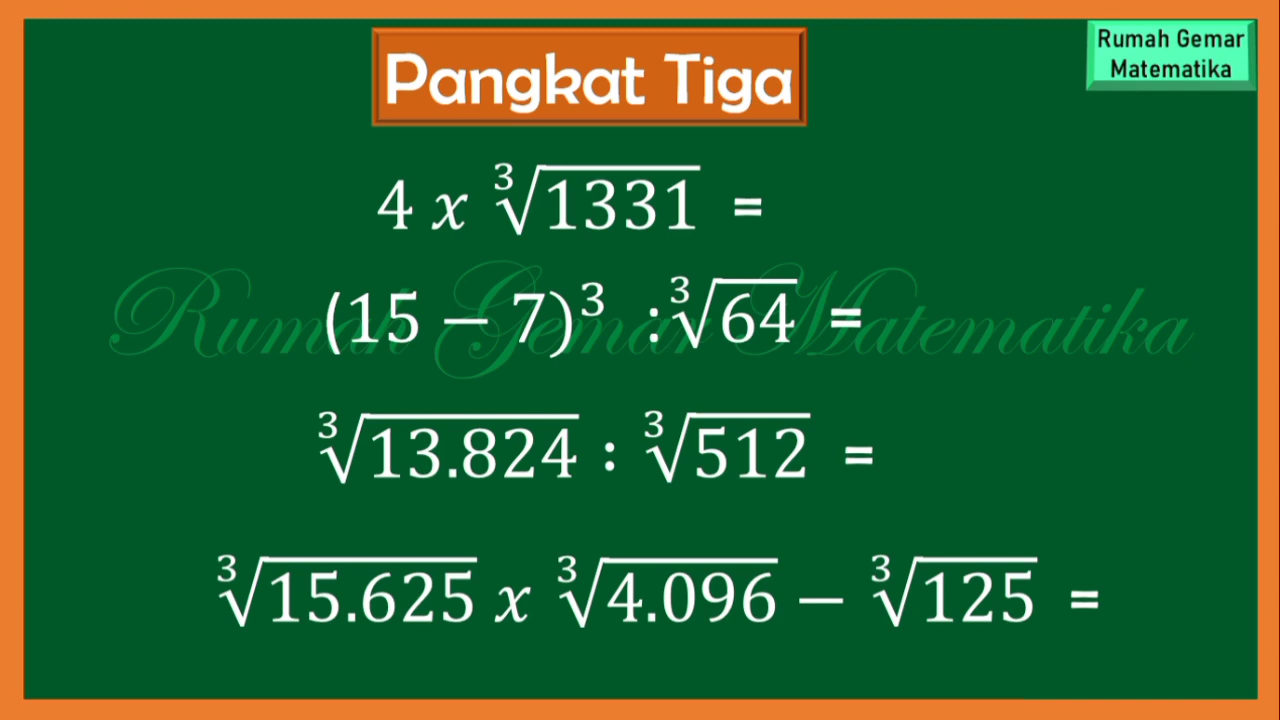 Rumah Gemar
Matematika
Pangkat Tiga
4 x ∛1331 =
(15 − 7)³ : ∛64 =
Rumah Gemar Matematika
∛13.824 : ∛512 =
∛15.625 x ∛4.096 − ∛125 =